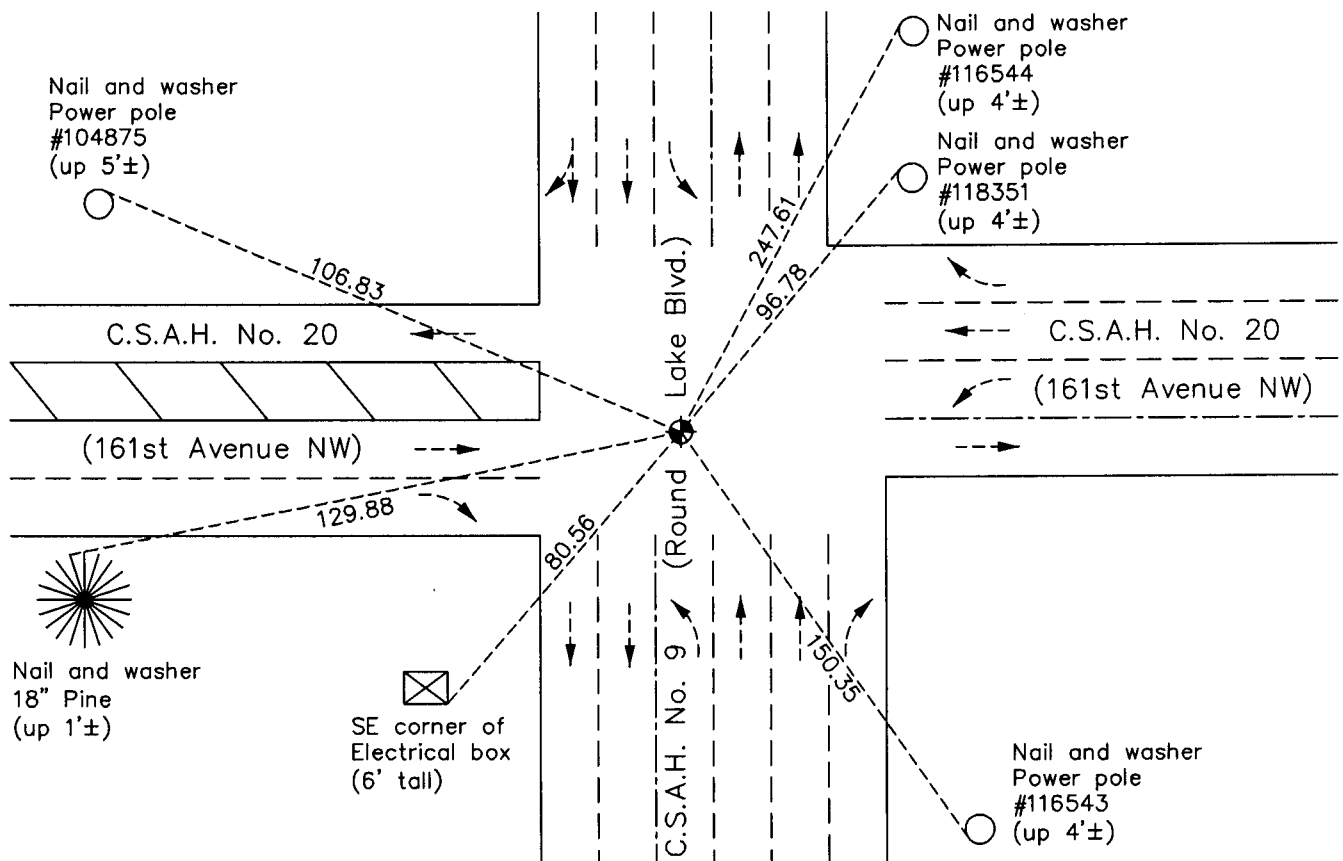 Nail and washer
Power pole
#104875
(up 5'±)
Nail and washer
Power pole
#116544
(up 4'±)
Nail and washer
Power pole
#118351
(up 4'±)
106.83
247.61
96.78
C.S.A.H. No. 20
(161st Avenue NW)
C.S.A.H. No. 20
(161st Avenue NW)
C.S.A.H. No. 9 (Round Lake Blvd.)
129.88
80.56
150.35
Nail and washer
18" Pine
(up 1'±)
SE corner of
Electrical box
(6' tall)
Nail and washer
Power pole
#116543
(up 4'±)